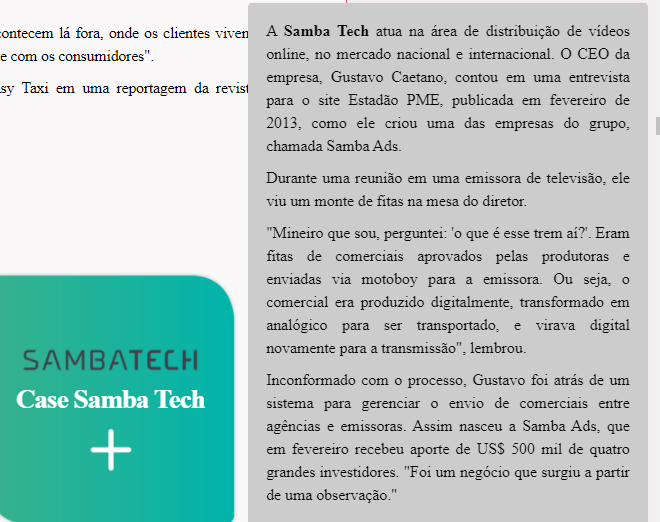 contecem lá fora, onde os clientes viven
e com os consumidores".
sy Taxi em uma reportagem da revist
SAMBATECH
Case Samba Tech
A Samba Tech atua na área de distribuição de vídeos
online, no mercado nacional e internacional. O CEO da
empresa, Gustavo Caetano, contou em uma entrevista
para o site Estadão PME, publicada em fevereiro de
2013, como ele criou uma das empresas do grupo,
chamada Samba Ads.
Durante uma reunião em uma emissora de televisão, ele
viu um monte de fitas na mesa do diretor.
"Mineiro que sou, perguntei: 'o que é esse trem aí?'. Eram
fitas de comerciais aprovados pelas produtoras e
enviadas via motoboy para a emissora. Ou seja, o
comercial era produzido digitalmente, transformado em
analógico para ser transportado, e virava digital
novamente para a transmissão", lembrou.
Inconformado com o processo, Gustavo foi atrás de um
sistema para gerenciar o envio de comerciais entre
agências e emissoras. Assim nasceu a Samba Ads, que
em fevereiro recebeu aporte de US$ 500 mil de quatro
grandes investidores. "Foi um negócio que surgiu a partir
de uma observação."